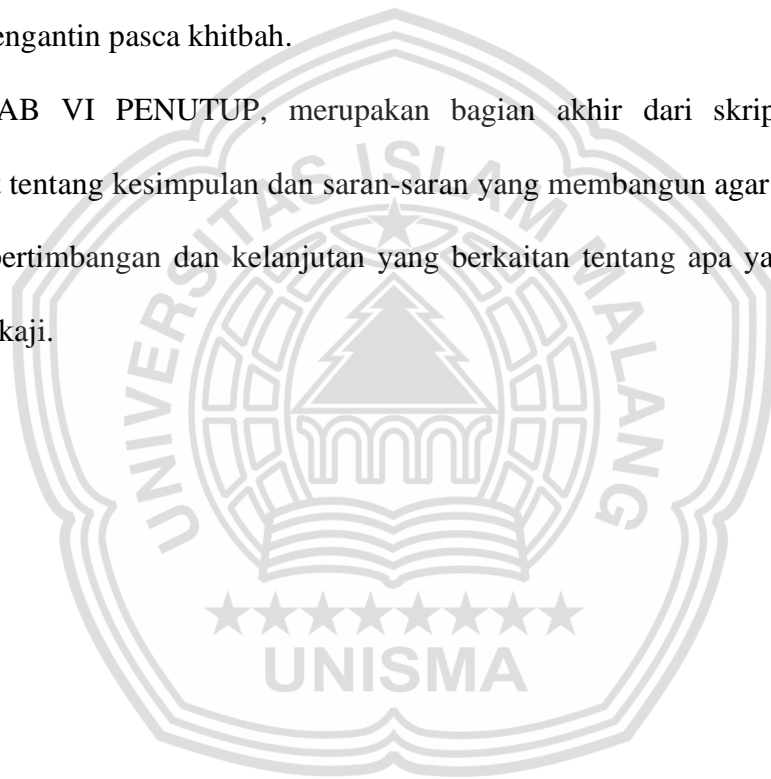 engantin pasca khitbah.
AB VI PENUTUP, merupakan bagian akhir dari skrip
tentang kesimpulan dan saran-saran yang membangun agar
pertimbangan dan kelanjutan yang berkaitan tentang apa ya
kaji.
UNIVERSITAS ISLAM MALANG
UNISMA